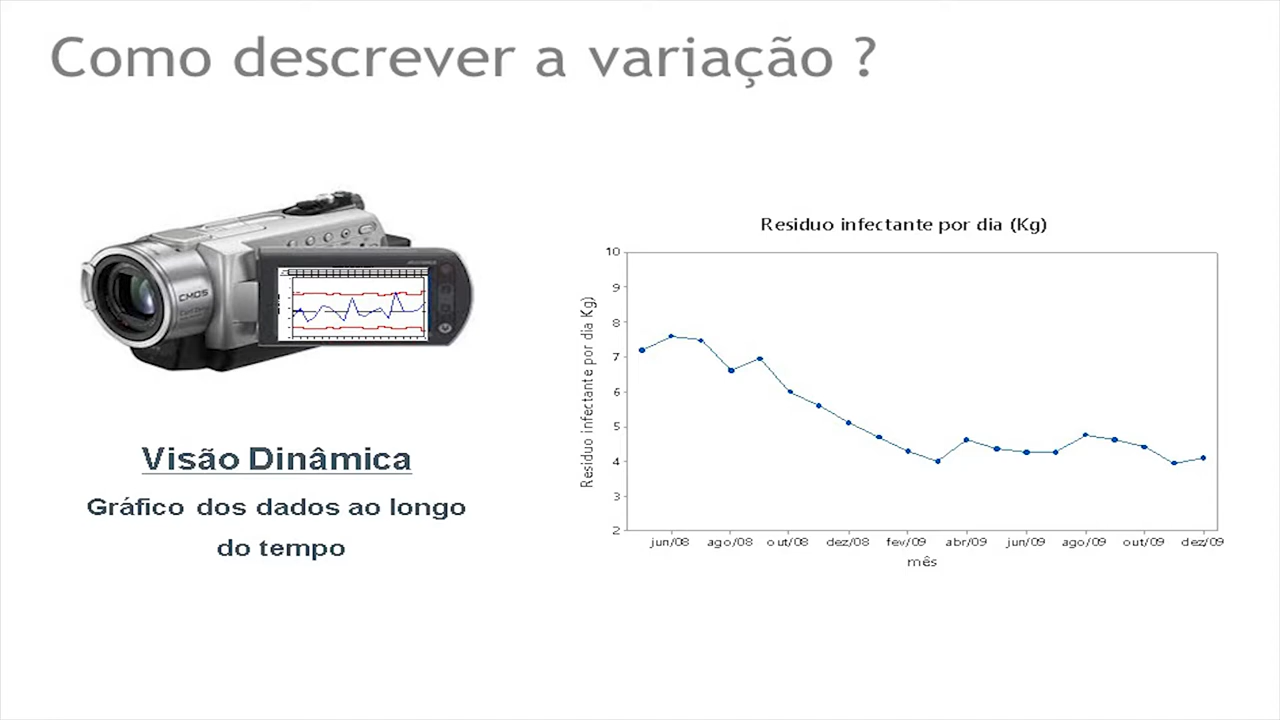 Como descrever a variação ?
CMOS
Visão Dinâmica
Gráfico dos dados ao longo
do tempo
Residuo infectante por dia (Kg)
Residuo infectante por dia Kg)
10
9
8
7
6
5
4
3
2
jun/08 ago/08 out/08 dez/08 fev/09 abr/09 jun/09 ago/09 out/09 dez/09
mês